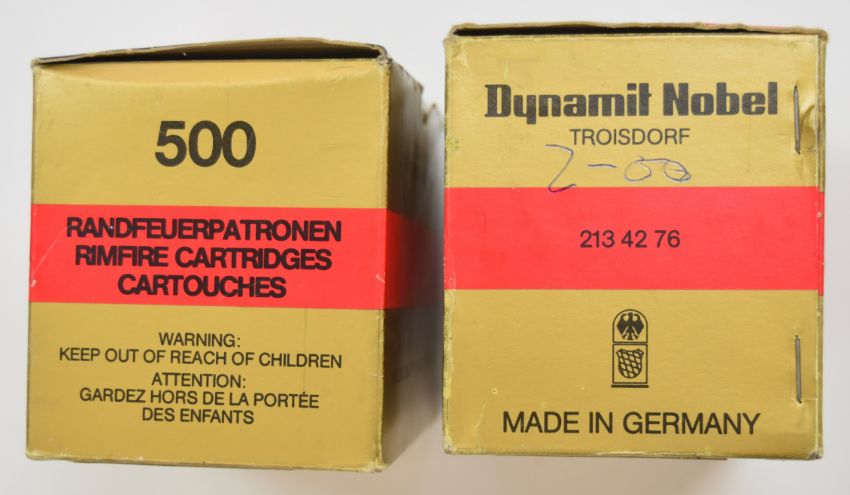 500
RANDFEUERPATRONEN
RIMFIRE CARTRIDGES
CARTOUCHES
WARNING:
KEEP OUT OF REACH OF CHILDREN
ATTENTION:
GARDEZ HORS DE LA PORTÉE
DES ENFANTS
Dynamit Nobel
TROISDORF
2-00
213 42 76
MADE IN GERMANY